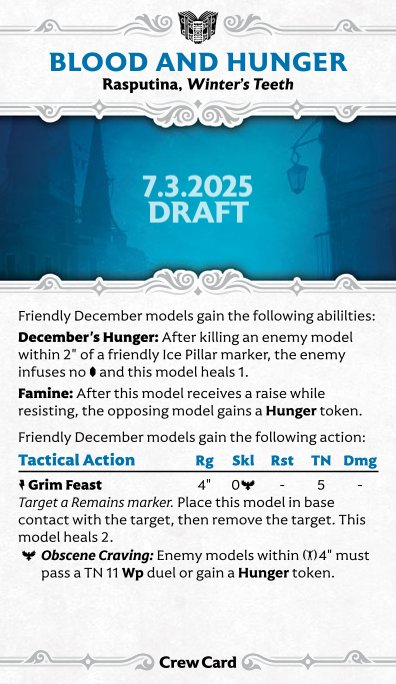 BLOOD AND HUNGER
Rasputina, Winter's Teeth
7.3.2025
DRAFT
Friendly December models gain the following abililties:
December's Hunger: After killing an enemy model
within 2" of a friendly Ice Pillar marker, the enemy
infuses no and this model heals 1.
Famine: After this model receives a raise while
resisting, the opposing model gains a Hunger token.
Friendly December models gain the following action:
Tactical Action Rg Skl Rst TN Dmg
Grim Feast 4" 0 - 5 -
Target a Remains marker. Place this model in base
contact with the target, then remove the target. This
model heals 2.
Obscene Craving: Enemy models within 4" must
pass a TN 11 Wp duel or gain a Hunger token.
Crew Card